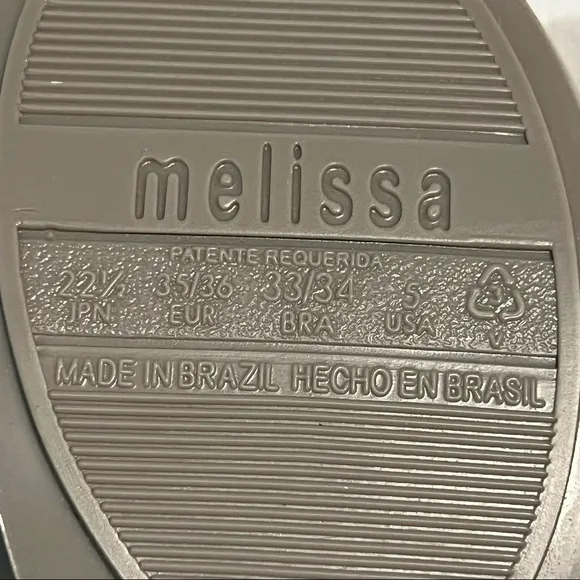 melissa
PATENTE REQUERIDA
22½ 35/36 33/34 5 3
JPN. EUR BRA USA V
MADE IN BRAZIL HECHO EN BRASIL